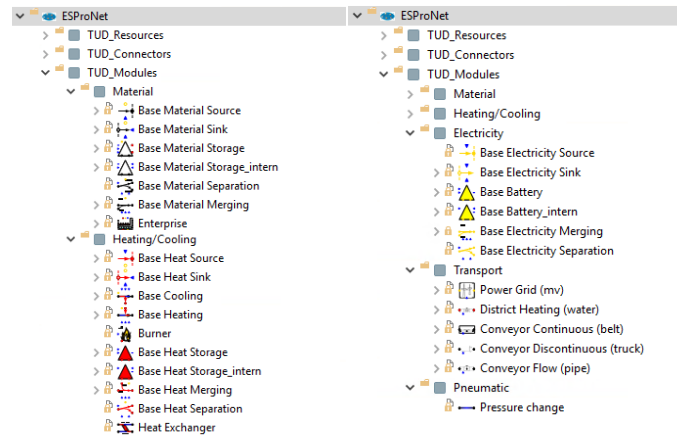 ESProNet
TUD_Resources
TUD_Connectors
TUD_Modules
Material
Base Material Source
Base Material Sink
Base Material Storage
Base Material Storage_intern
Base Material Separation
Base Material Merging
Enterprise
Heating/Cooling
Base Heat Source
Base Heat Sink
Base Cooling
Base Heating
Burner
Base Heat Storage
Base Heat Storage_intern
Base Heat Merging
Base Heat Separation
Heat Exchanger
ESProNet
TUD_Resources
TUD_Connectors
TUD_Modules
Material
Heating/Cooling
Electricity
Base Electricity Source
Base Electricity Sink
Base Battery
Base Battery_intern
Base Electricity Merging
Base Electricity Separation
Transport
Power Grid (mv)
District Heating (water)
Conveyor Continuous (belt)
Conveyor Discontinuous (truck)
Conveyor Flow (pipe)
Pneumatic
Pressure change